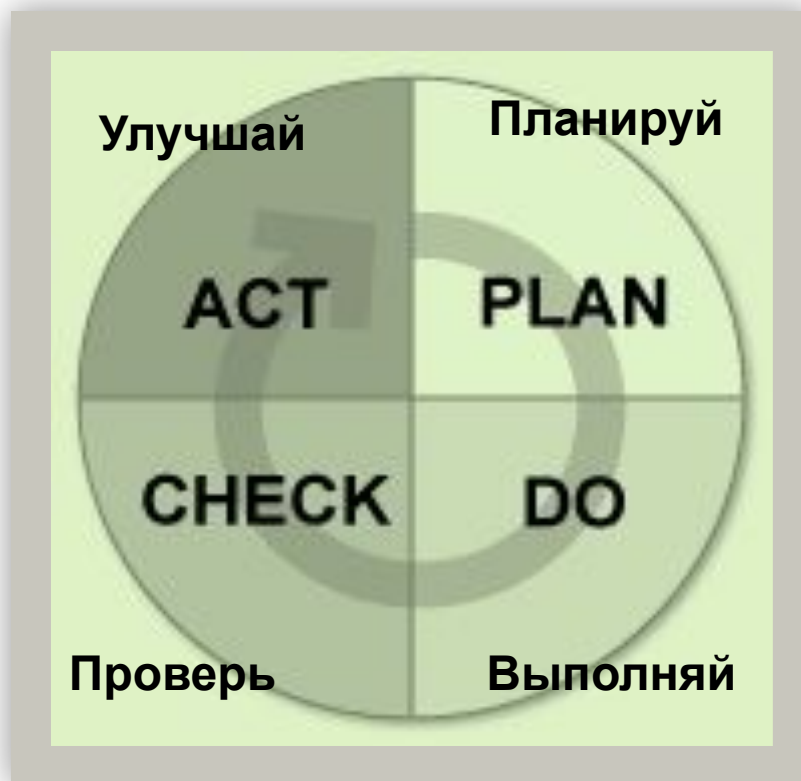 Улучшай
Планируй
ACT
PLAN
CHECK
DO
Проверь
Выполняй